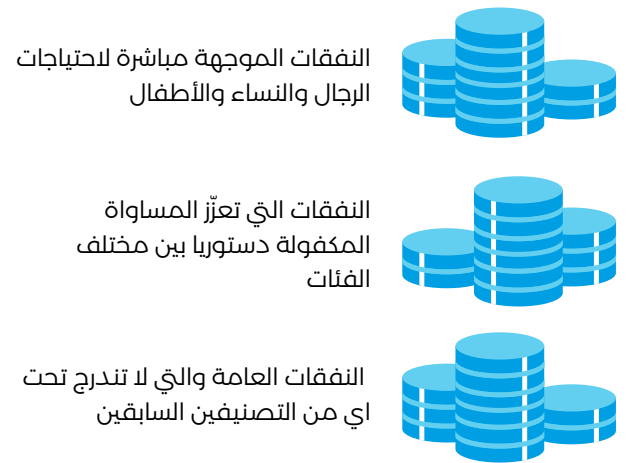 النفقات الموجهة مباشرة لاحتياجات
الرجال والنساء والأطفال
النفقات التي تعزّز المساواة
المكفولة دستوريا بين مختلف
الفئات
النفقات العامة والتي لا تندرج تحت
اي من التصنيفين السابقين